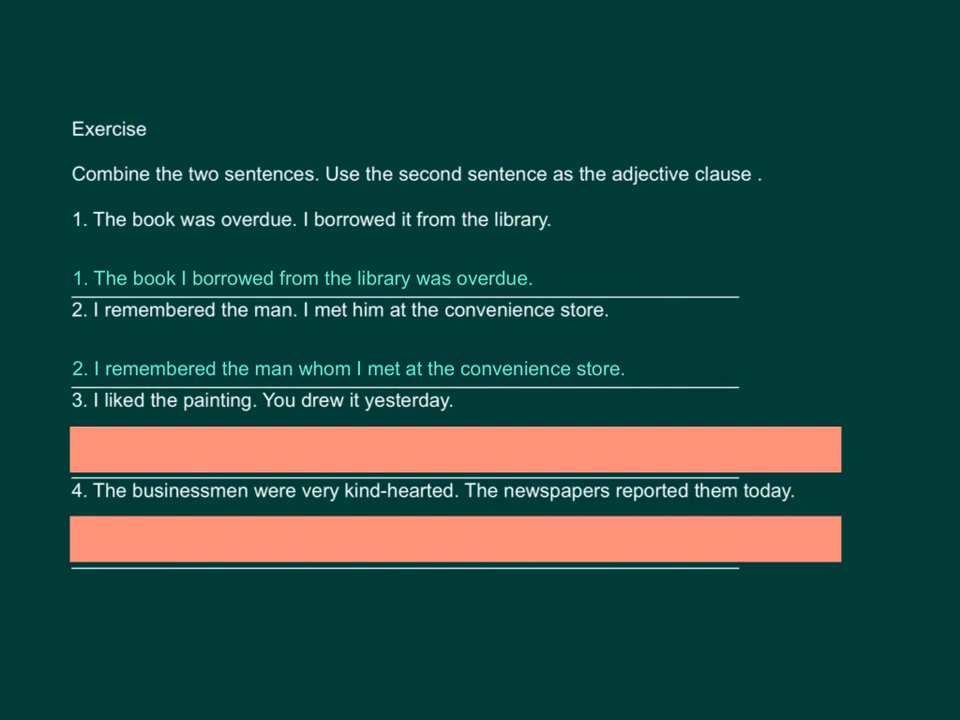 Exercise
Combine the two sentences. Use the second sentence as the adjective clause .
1. The book was overdue. I borrowed it from the library.
1. The book I borrowed from the library was overdue.
2. I remembered the man. I met him at the convenience store.
2. I remembered the man whom I met at the convenience store.
3. I liked the painting. You drew it yesterday.
4. The businessmen were very kind-hearted. The newspapers reported them today.